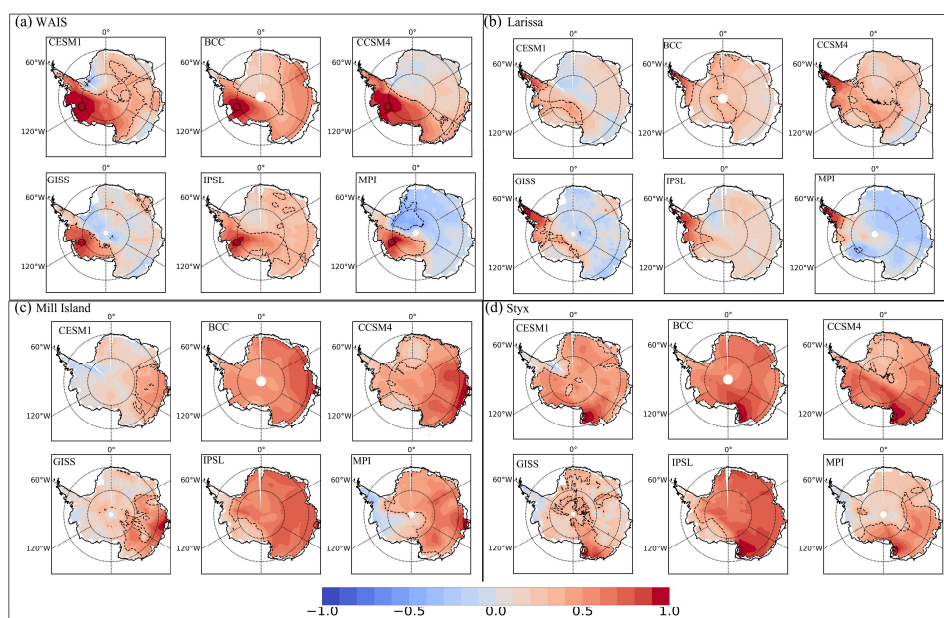 (a) WAIS
CESM1 0° 60°W 120°W
BCC 0° 60°W 120°W
CCSM4 0° 60°W 120°W
GISS 0° 60°W 120°W
IPSL 0° 60°W 120°W
MPI 0° 60°W 120°W
(b) Larissa
CESM1 0° 60°W 120°W
BCC 0° 60°W 120°W
CCSM4 0° 60°W 120°W
GISS 0° 60°W 120°W
IPSL 0° 60°W 120°W
MPI 0° 60°W 120°W
(c) Mill Island
CESM1 0° 60°W 120°W
BCC 0° 60°W 120°W
CCSM4 0° 60°W 120°W
GISS 0° 60°W 120°W
IPSL 0° 60°W 120°W
MPI 0° 60°W 120°W
(d) Styx
CESM1 0° 60°W 120°W
BCC 0° 60°W 120°W
CCSM4 0° 60°W 120°W
GISS 0° 60°W 120°W
IPSL 0° 60°W 120°W
MPI 0° 60°W 120°W
−1.0 −0.5 0.0 0.5 1.0